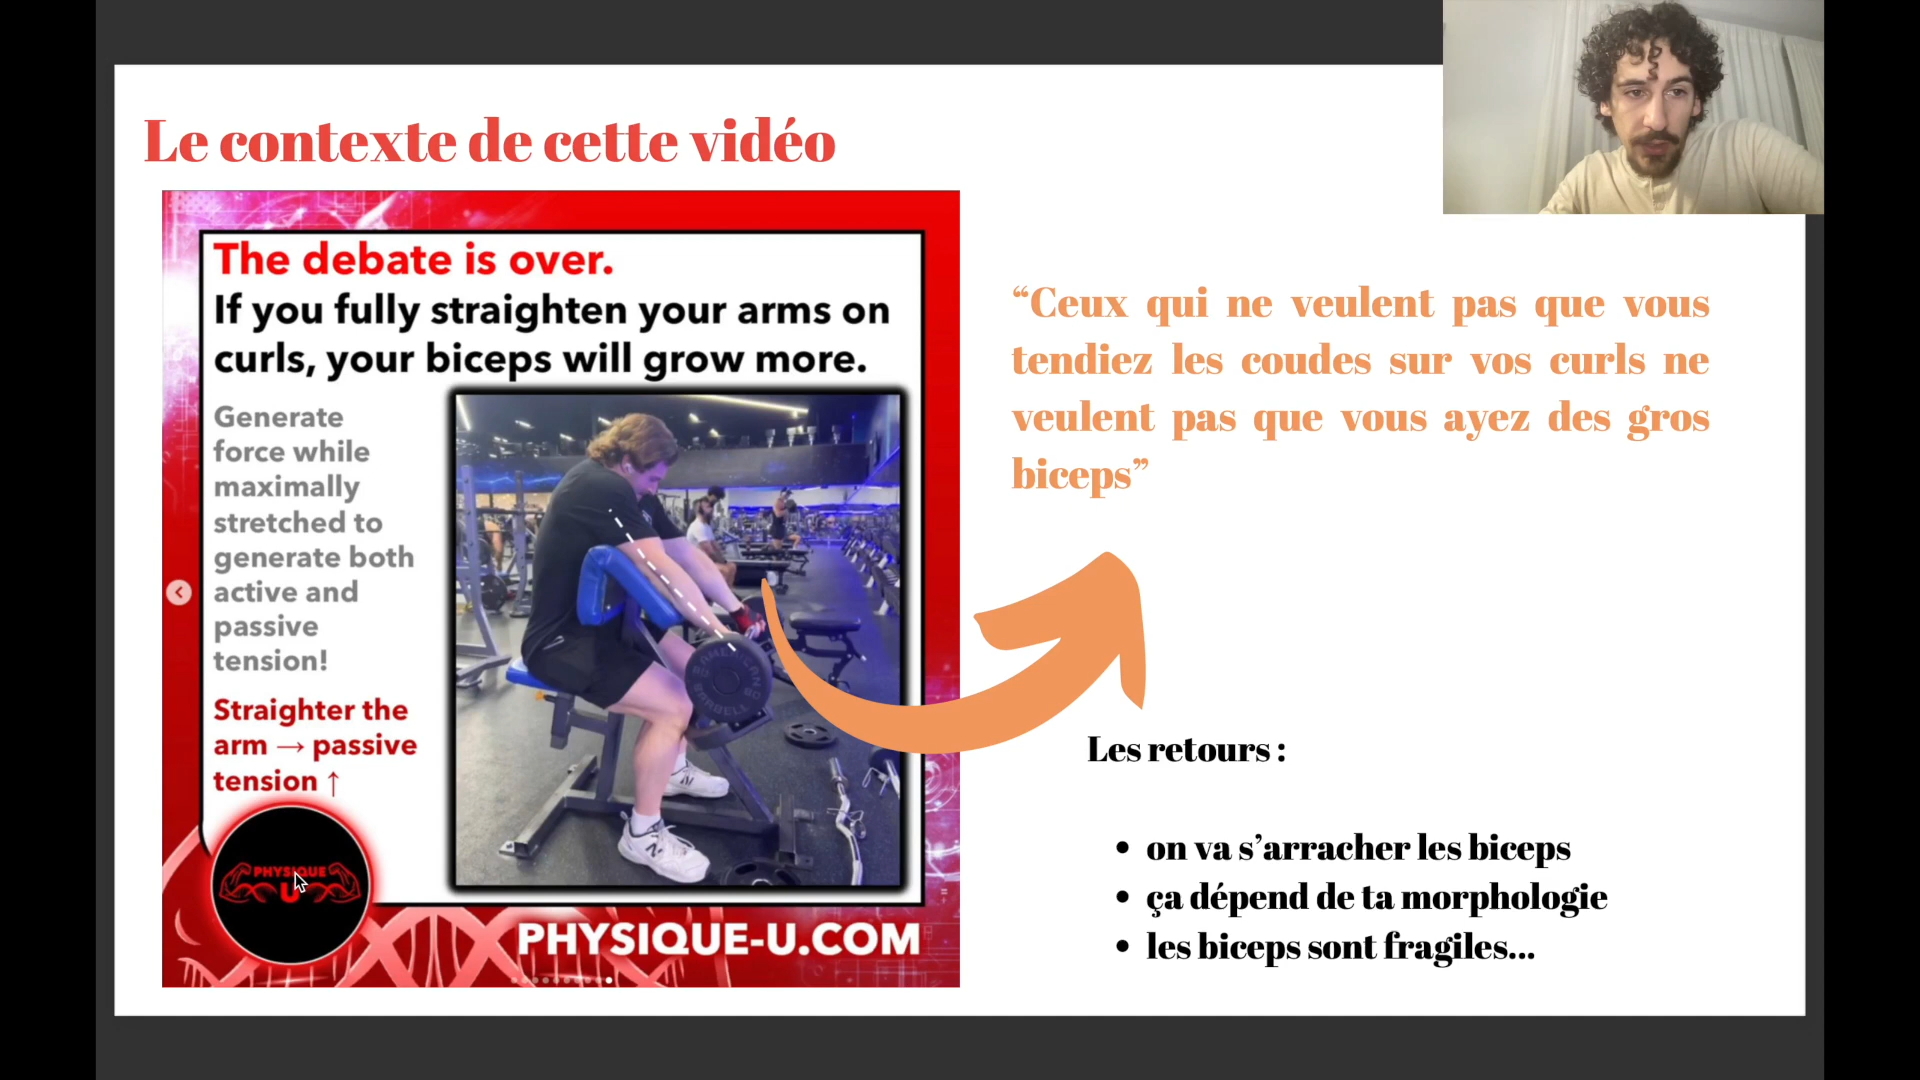 Le contexte de cette vidéo
The debate is over.
If you fully straighten your arms on
curls, your biceps will grow more.
Generate
force while
maximally
stretched to
generate both
active and
passive
tension!
Straighter the
arm → passive
tension ↑
PHYSIQUE
U
PHYSIQUE-U.COM
“Ceux qui ne veulent pas que vous
tendiez les coudes sur vos curls ne
veulent pas que vous ayez des gros
biceps”
Les retours :
• on va s’arracher les biceps
• ça dépend de ta morphologie
• les biceps sont fragiles...